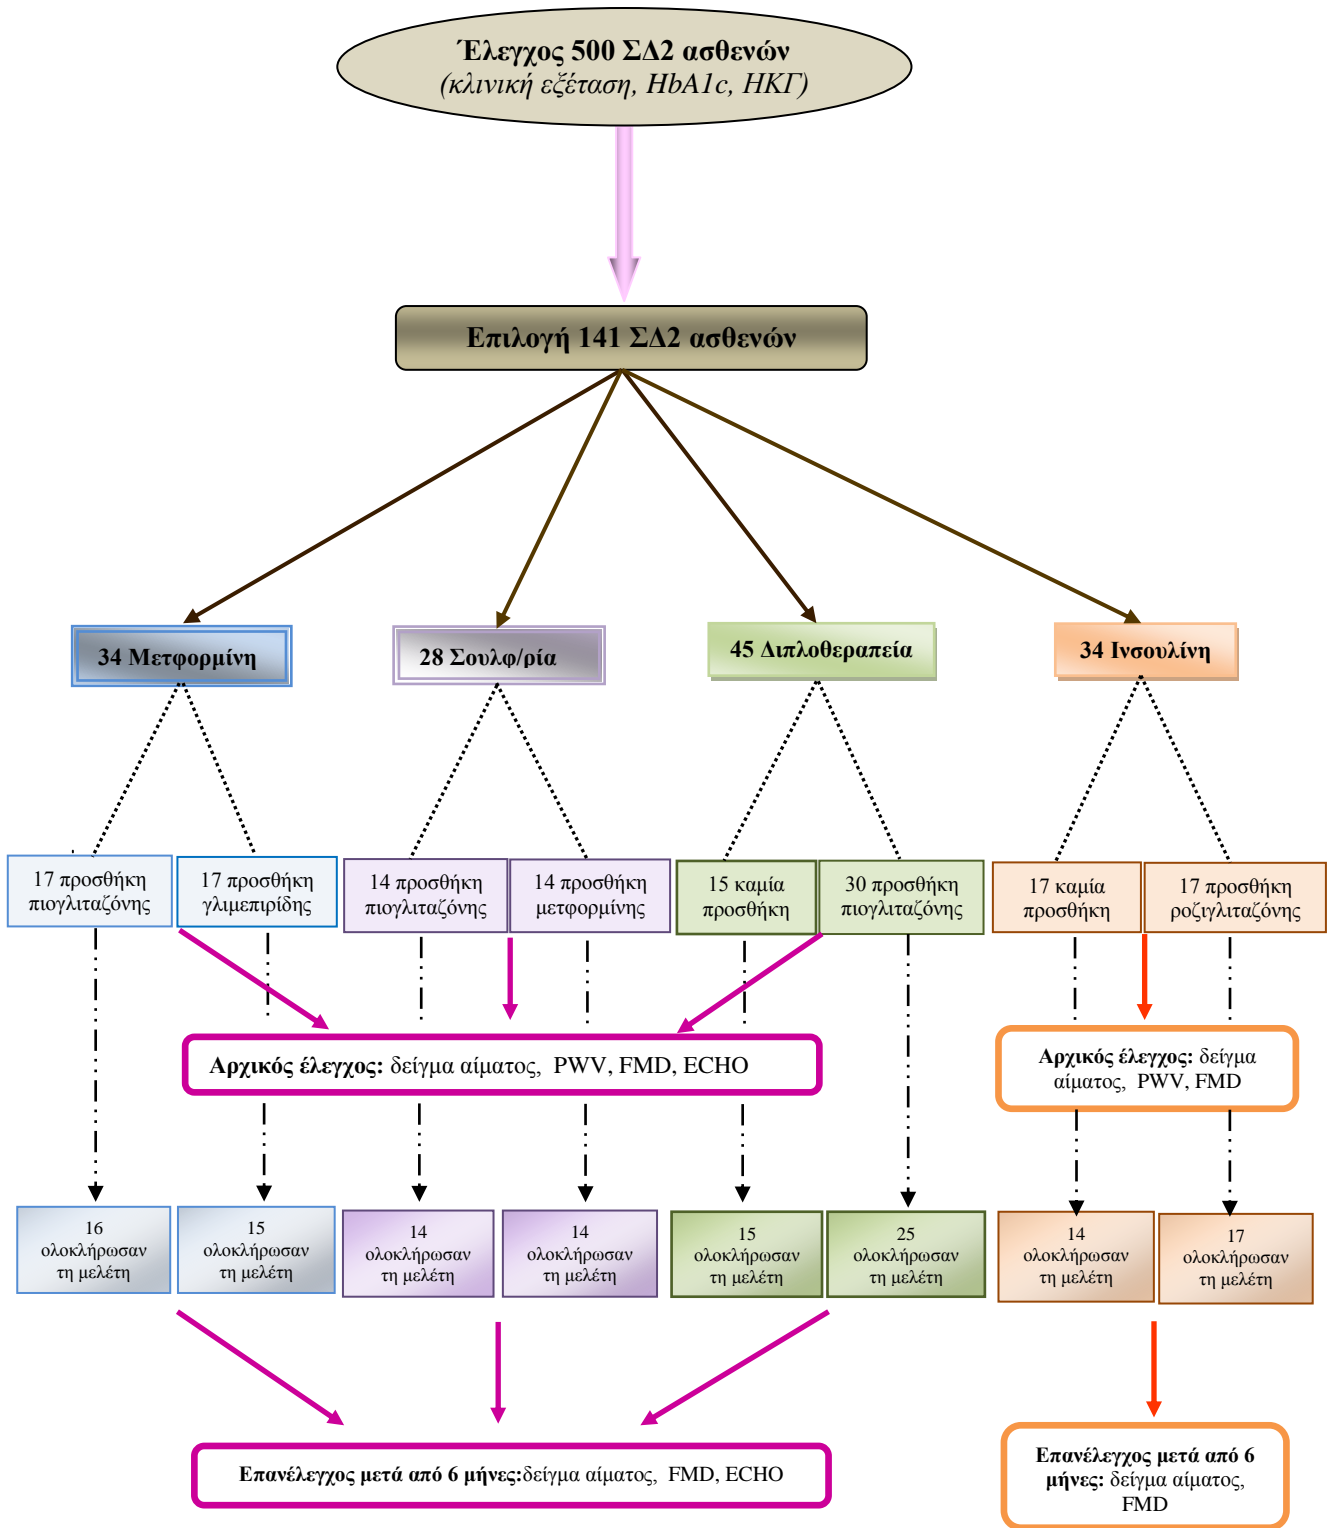 Έλεγχος 500 ΣΔ2 ασθενών
(κλινική εξέταση, HbA1c, ΗΚΓ)
Επιλογή 141 ΣΔ2 ασθενών
34 Μετφορμίνη
28 Σουλφ/ρία
45 Διπλοθεραπεία
34 Ινσουλίνη
17 προσθήκη
πιογλιταζόνης
17 προσθήκη
γλιμεπιρίδης
14 προσθήκη
πιογλιταζόνης
14 προσθήκη
μετφορμίνης
15 καμία
προσθήκη
30 προσθήκη
πιογλιταζόνης
17 καμία
προσθήκη
17 προσθήκη
ροζιγλιταζόνης
Αρχικός έλεγχος: δείγμα αίματος, PWV, FMD, ECHO
Αρχικός έλεγχος: δείγμα
αίματος, PWV, FMD
16
ολοκλήρωσαν
τη μελέτη
15
ολοκλήρωσαν
τη μελέτη
14
ολοκλήρωσαν
τη μελέτη
14
ολοκλήρωσαν
τη μελέτη
15
ολοκλήρωσαν
τη μελέτη
25
ολοκλήρωσαν
τη μελέτη
14
ολοκλήρωσαν
τη μελέτη
17
ολοκλήρωσαν
τη μελέτη
Επανέλεγχος μετά από 6 μήνες:δείγμα αίματος, FMD, ECHO
Επανέλεγχος μετά από 6
μήνες: δείγμα αίματος,
FMD